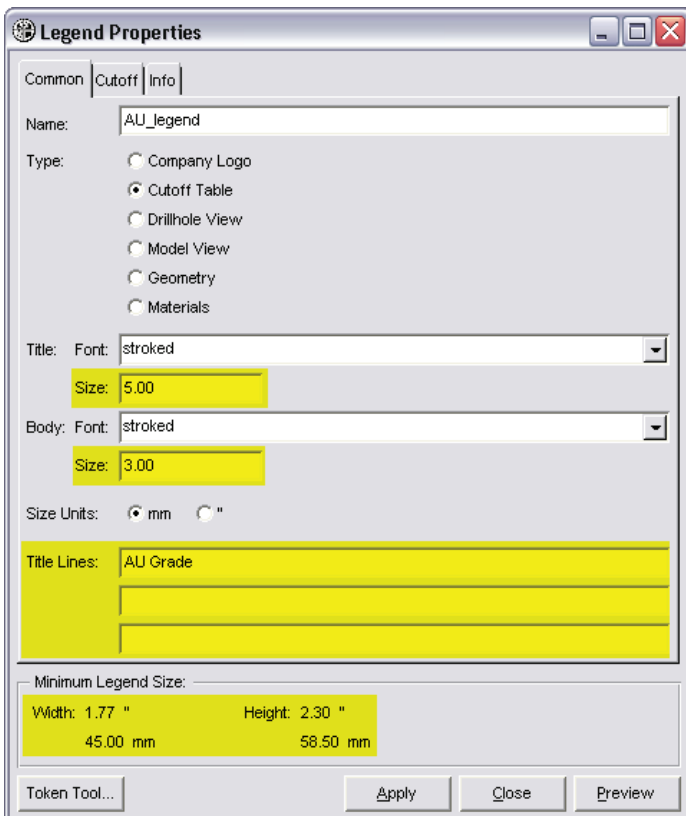 Legend Properties
Common Cutoff Info
Name: AU_legend
Type: Company Logo
Cutoff Table
Drillhole View
Model View
Geometry
Materials
Title: Font: stroked
Size: 5.00
Body: Font: stroked
Size: 3.00
Size Units: mm "
Title Lines: AU Grade
Minimum Legend Size:
Width: 1.77 " Height: 2.30 "
45.00 mm 58.50 mm
Token Tool... Apply Close Preview